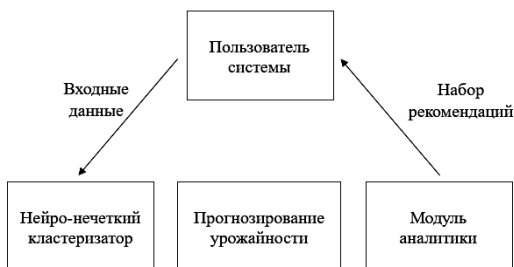 Пользователь
системы
Входные
данные
Набор
рекомендаций
Нейро-нечеткий
кластеризатор
Прогнозирование
урожайности
Модуль
аналитики